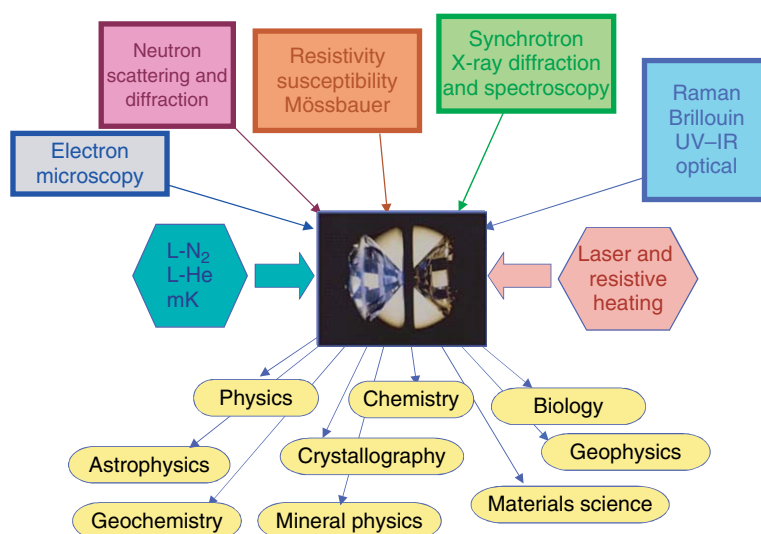 Neutron
scattering and
diffraction
Resistivity
susceptibility
Mössbauer
Synchrotron
X-ray diffraction
and spectroscopy
Raman
Brillouin
UV–IR
optical
Electron
microscopy
L-N₂
L-He
mK
Laser and
resistive
heating
Physics
Chemistry
Biology
Astrophysics
Crystallography
Geophysics
Geochemistry
Mineral physics
Materials science